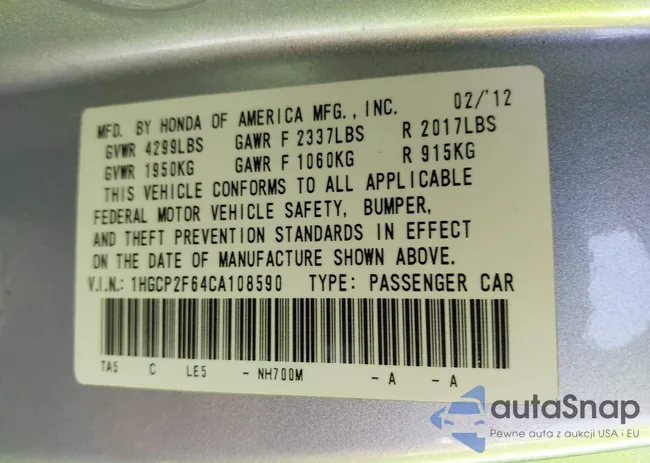 MFD. BY HONDA OF AMERICA MFG., INC. 02/'12
GVWR 4299LBS GAWR F 2337LBS R 2017LBS
GVWR 1950KG GAWR F 1060KG R 915KG
THIS VEHICLE CONFORMS TO ALL APPLICABLE
FEDERAL MOTOR VEHICLE SAFETY, BUMPER,
AND THEFT PREVENTION STANDARDS IN EFFECT
ON THE DATE OF MANUFACTURE SHOWN ABOVE.
V.I.N.: 1HGCP2F64CA108590 TYPE: PASSENGER CAR
TA5 C LE5 - NH700M - A - A
autaSnap
Pewne auta z aukcji USA i EU